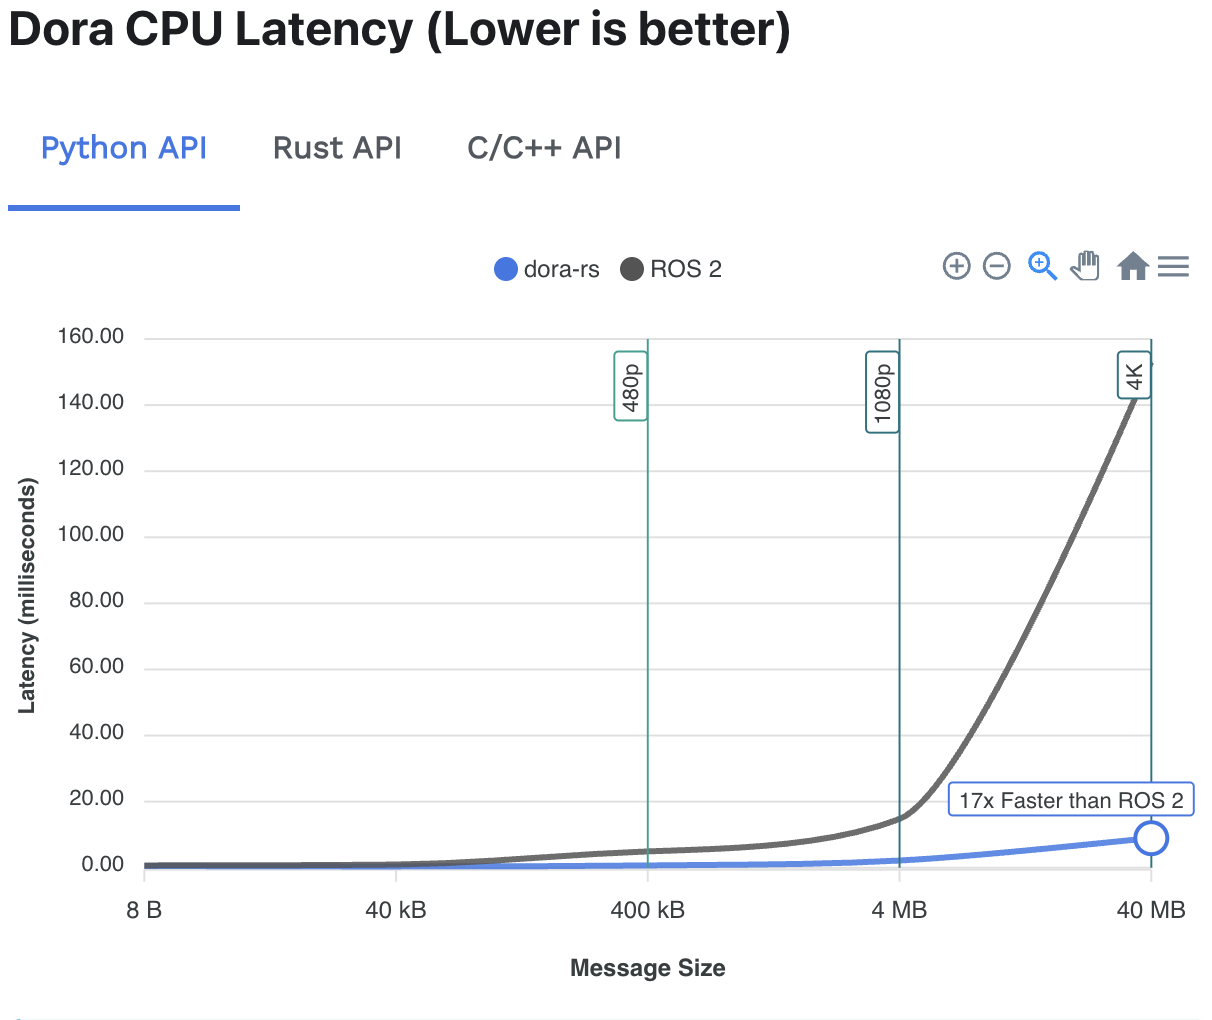 Dora CPU Latency (Lower is better)
Python API
Rust API
C/C++ API
dora-rs
ROS 2
160.00
140.00
120.00
100.00
80.00
60.00
40.00
20.00
0.00
Latency (milliseconds)
480p
1080p
4K
17x Faster than ROS 2
8 B
40 kB
400 kB
4 MB
40 MB
Message Size